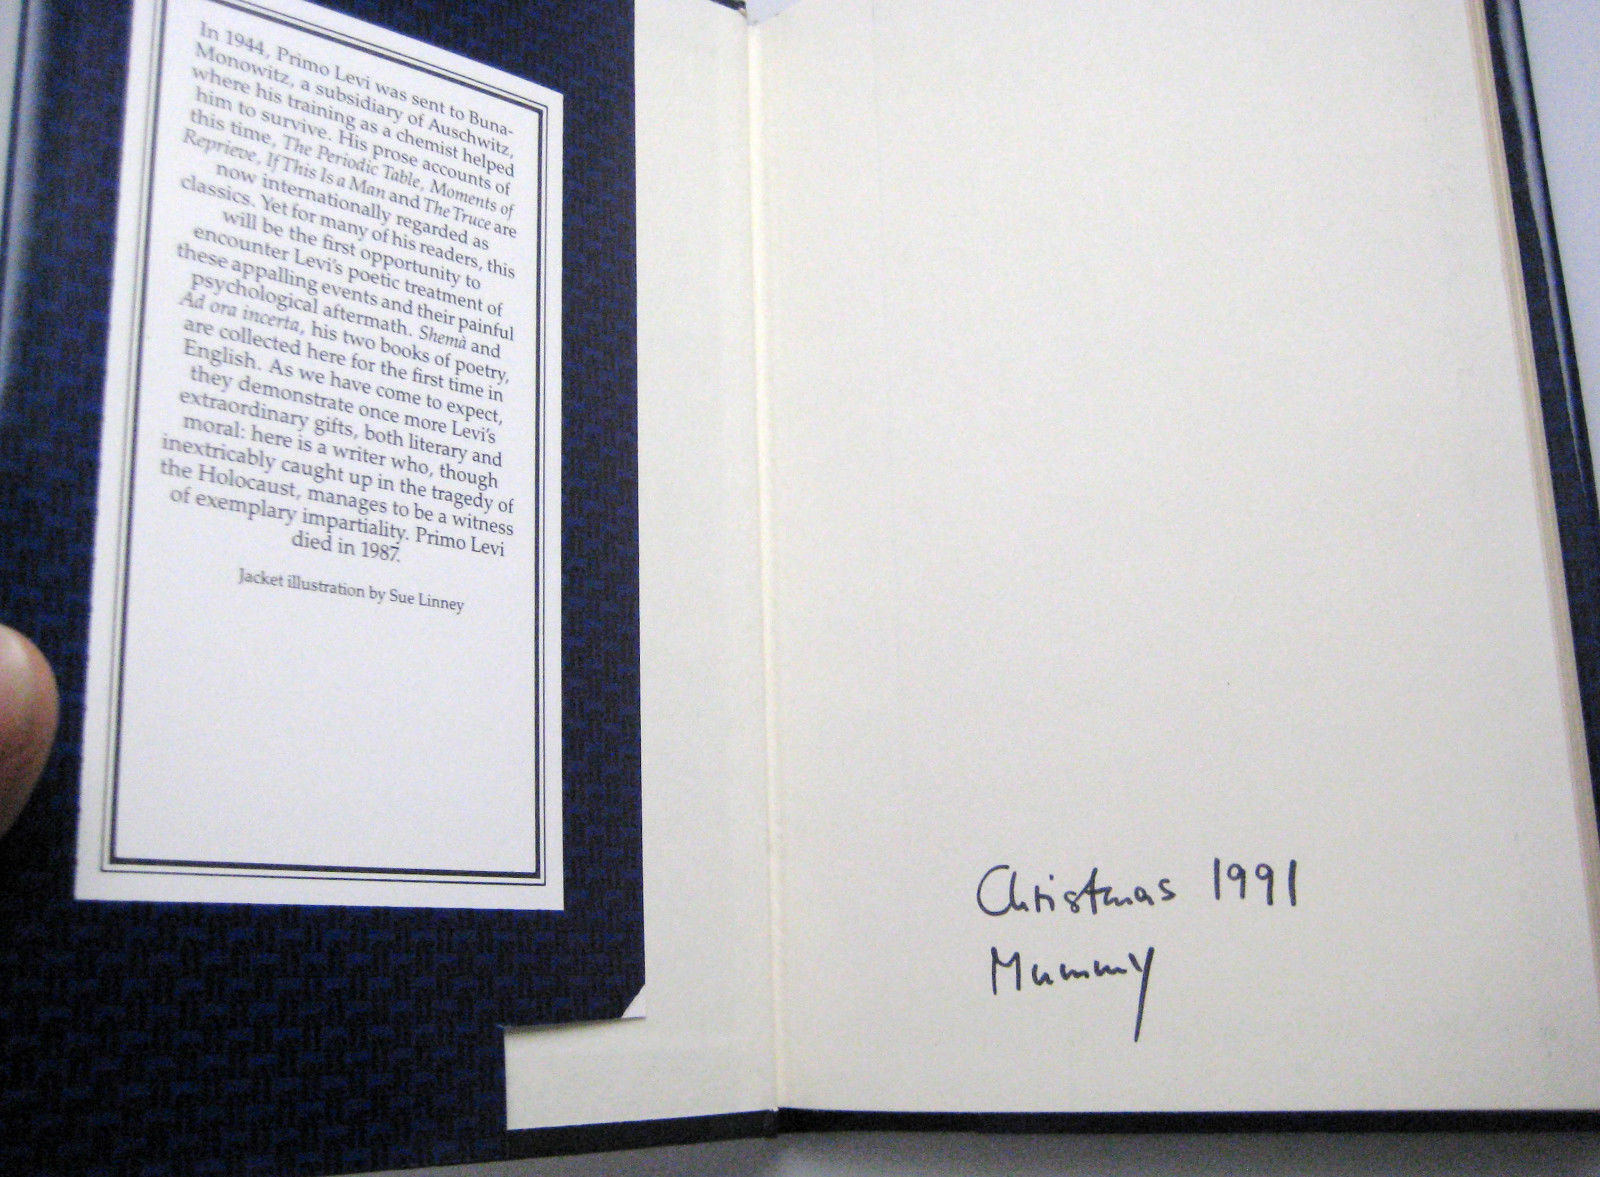 In 1944, Primo Levi was sent to Buna-
Monowitz, a subsidiary of Auschwitz,
where his training as a chemist helped
him to survive. His prose accounts of
this time, The Periodic Table, Moments of
Reprieve, If This Is a Man and The Truce are
now internationally regarded as
classics. Yet for many of his readers, this
will be the first opportunity to
encounter Levi's poetic treatment of
these appalling events and their painful
psychological aftermath. Shemà and
Ad ora incerta, his two books of poetry,
are collected here for the first time in
English. As we have come to expect,
they demonstrate once more Levi's
extraordinary gifts, both literary and
moral: here is a writer who, though
inextricably caught up in the tragedy of
the Holocaust, manages to be a witness
of exemplary impartiality. Primo Levi
died in 1987.
Jacket illustration by Sue Linney
Christmas 1991
Mummy